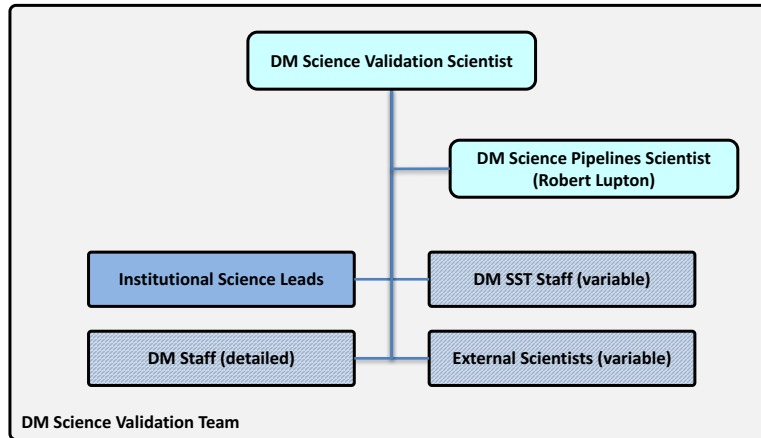 DM Science Validation Scientist
DM Science Pipelines Scientist
(Robert Lupton)
Institutional Science Leads
DM SST Staff (variable)
DM Staff (detailed)
External Scientists (variable)
DM Science Validation Team